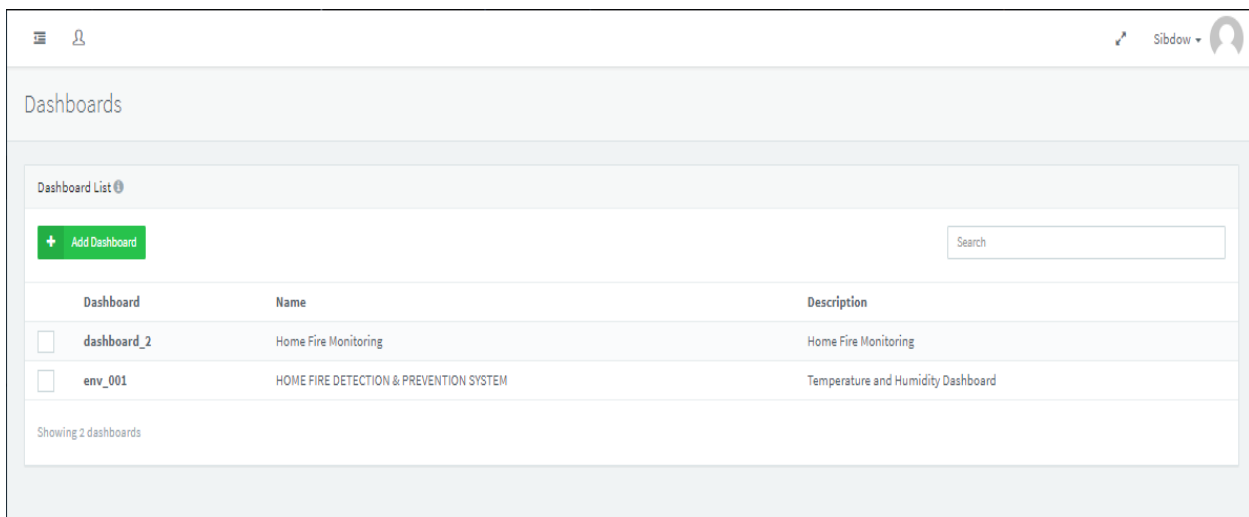 Sibdow
Dashboards
Dashboard List
+ Add Dashboard
Search
Dashboard Name Description
dashboard_2 Home Fire Monitoring Home Fire Monitoring
env_001 HOME FIRE DETECTION & PREVENTION SYSTEM Temperature and Humidity Dashboard
Showing 2 dashboards